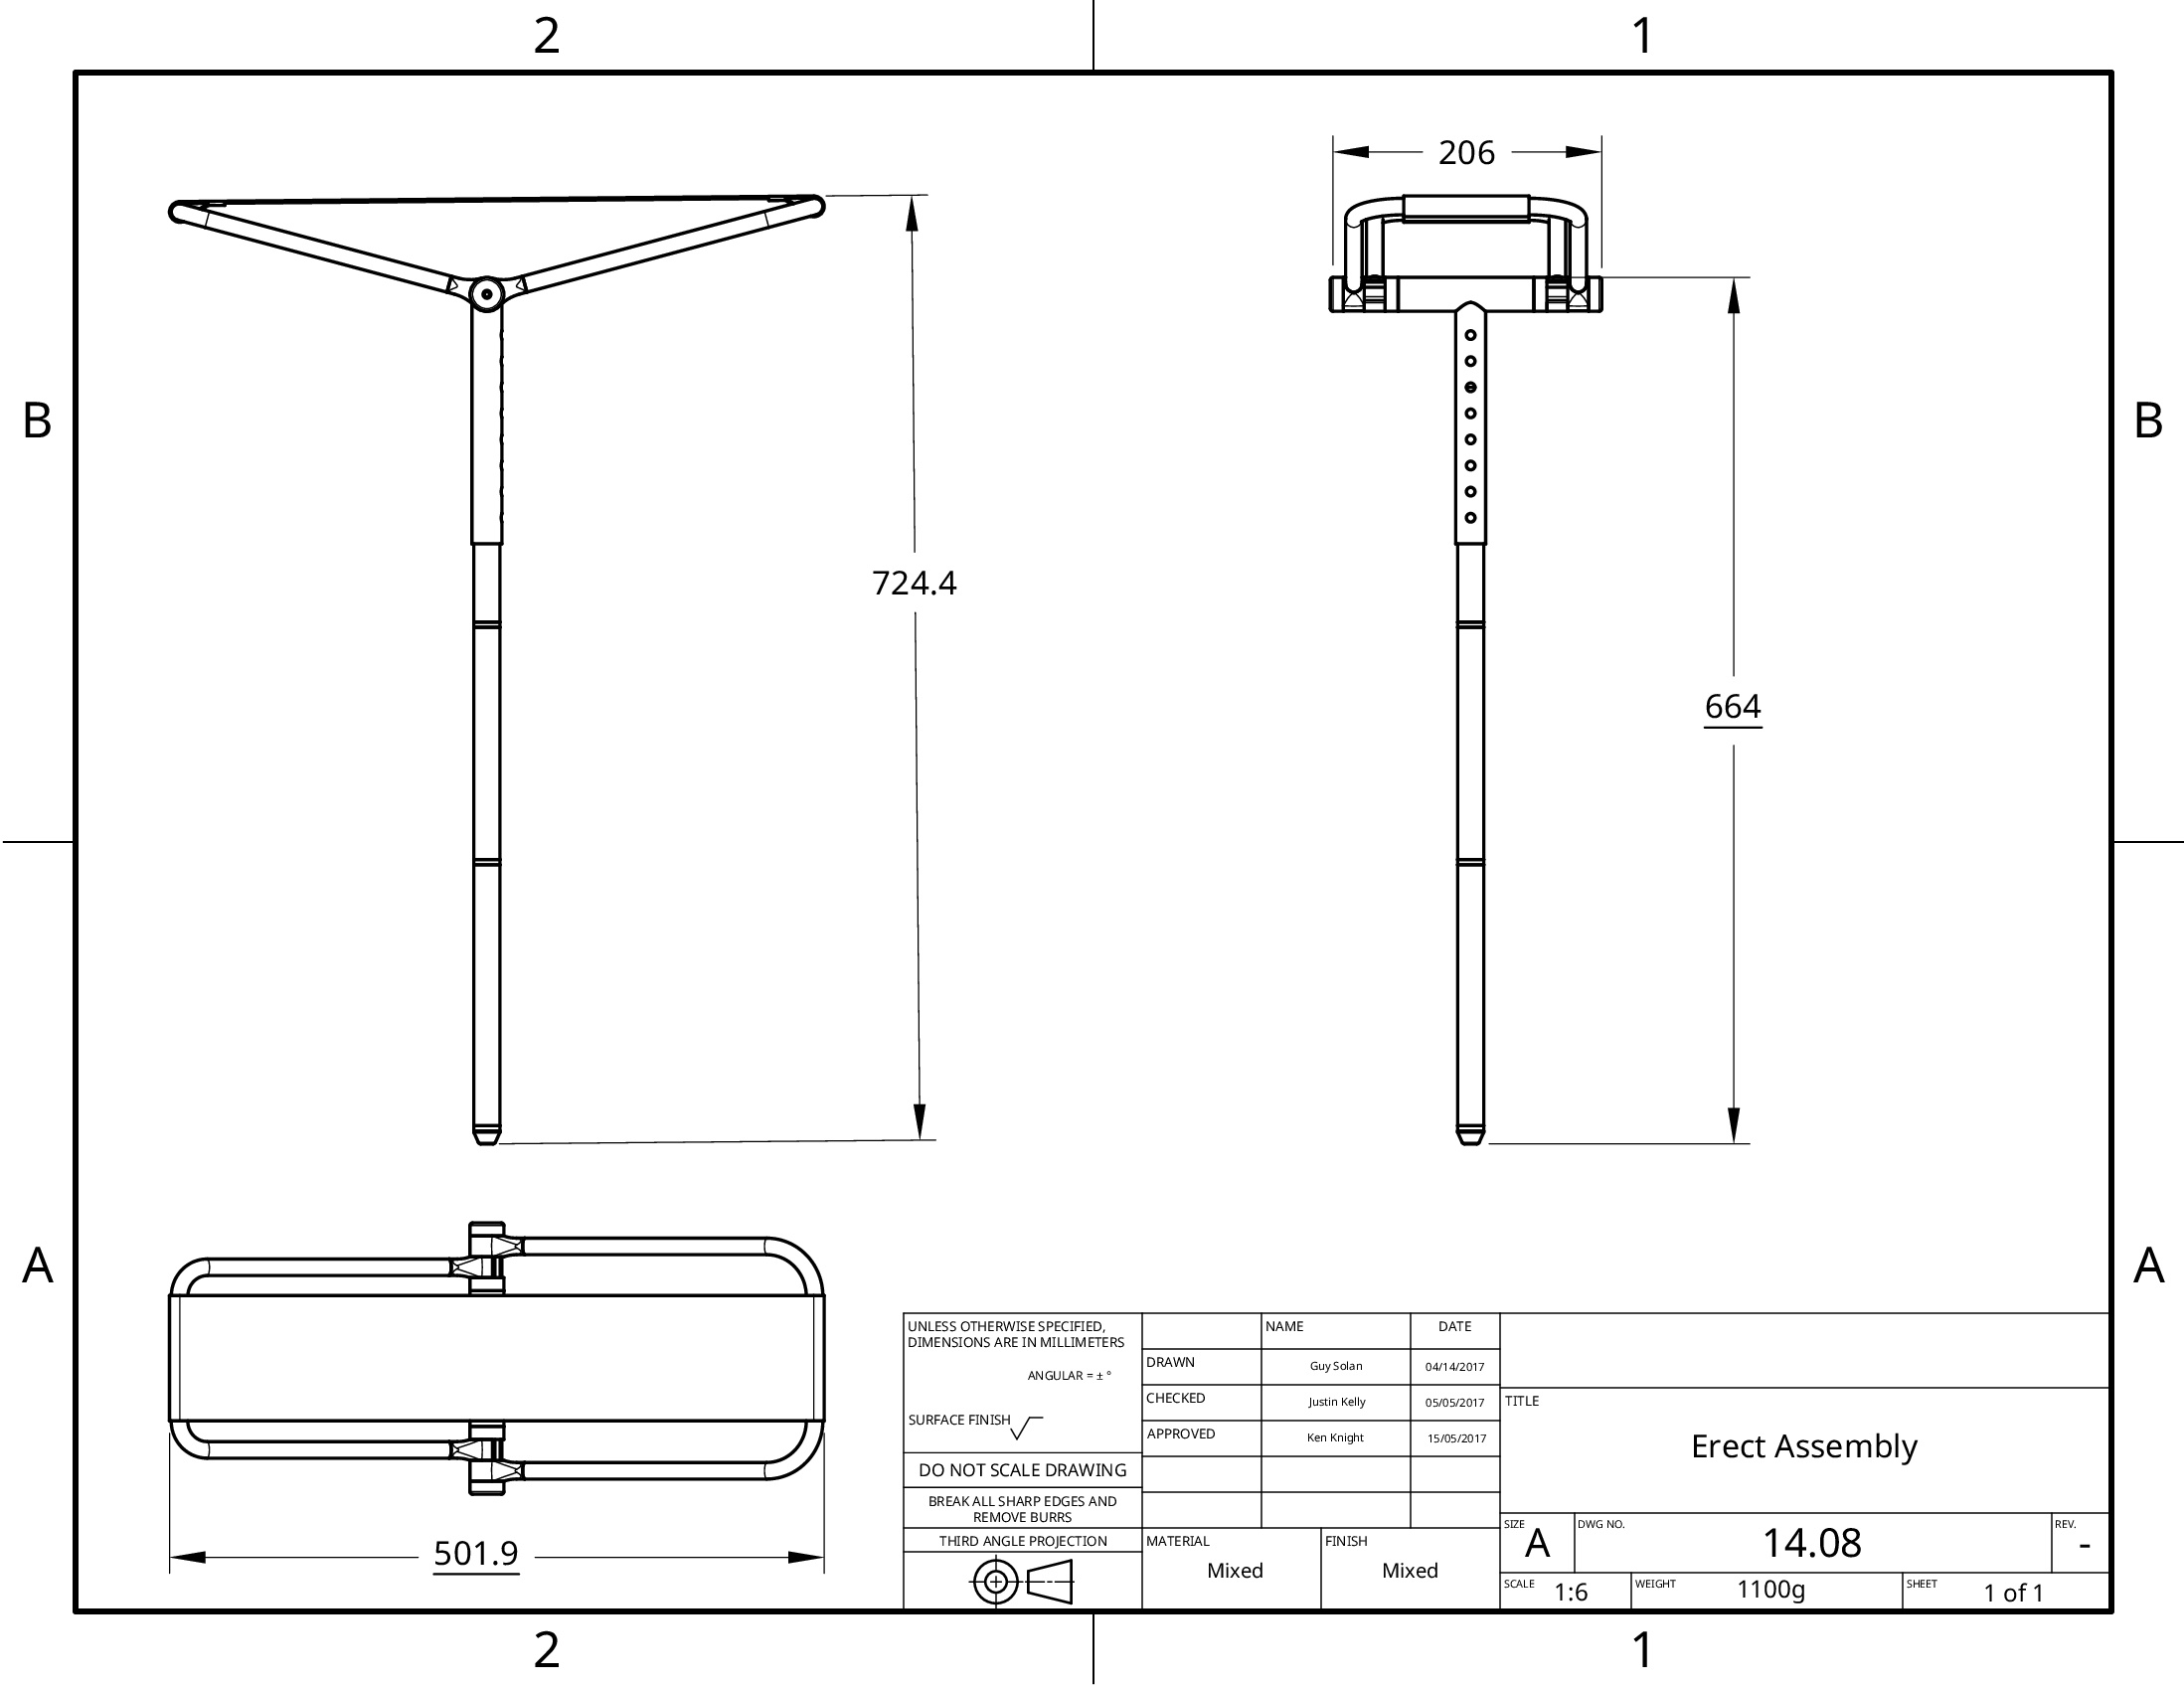 2
1
206
B
B
724.4
664
A
A
501.9
UNLESS OTHERWISE SPECIFIED,
DIMENSIONS ARE IN MILLIMETERS
ANGULAR = ± °
SURFACE FINISH
DO NOT SCALE DRAWING
BREAK ALL SHARP EDGES AND
REMOVE BURRS
THIRD ANGLE PROJECTION
NAME
DATE
DRAWN
Guy Solan
04/14/2017
CHECKED
Justin Kelly
05/05/2017
APPROVED
Ken Knight
15/05/2017
MATERIAL
Mixed
FINISH
Mixed
TITLE
Erect Assembly
SIZE
A
DWG NO.
14.08
REV.
-
SCALE
1:6
WEIGHT
1100g
SHEET
1 of 1
2
1